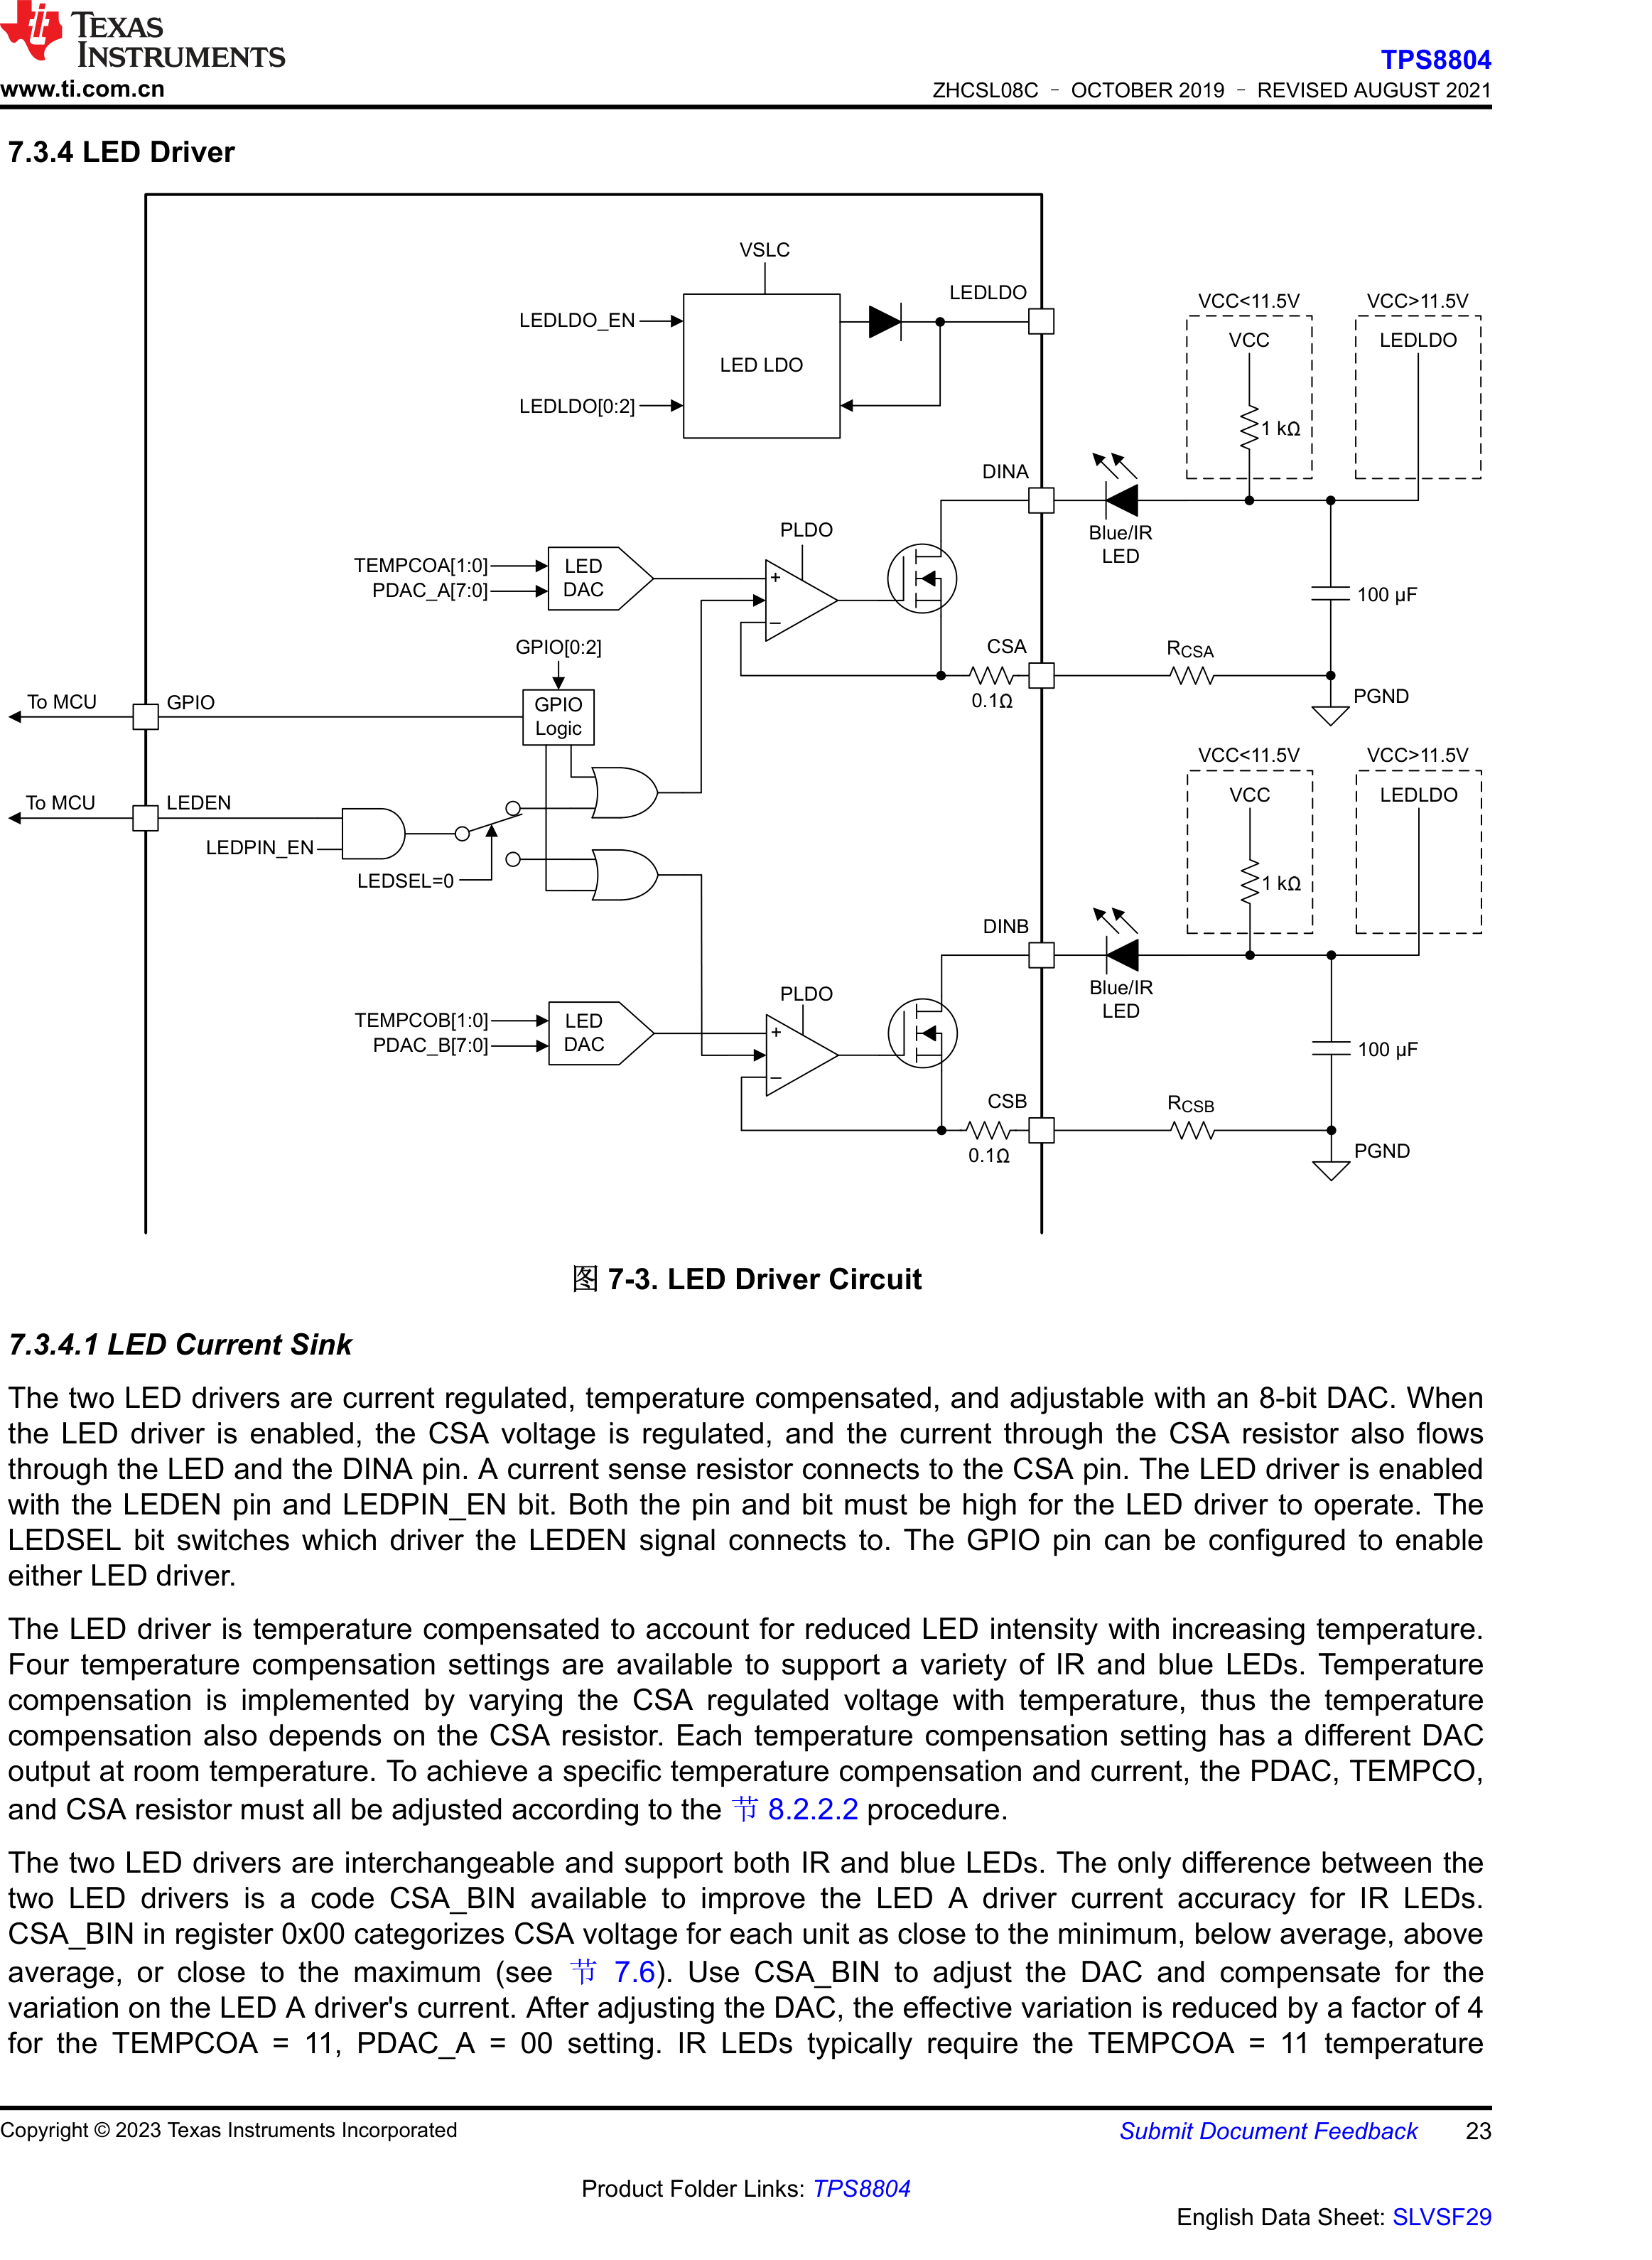 TEXAS
INSTRUMENTS
www.ti.com.cn
TPS8804
ZHCSL08C – OCTOBER 2019 – REVISED AUGUST 2021
7.3.4 LED Driver
VSLC
LEDLDO
LEDLDO_EN
LED LDO
LEDLDO[0:2]
VCC<11.5V
VCC>11.5V
VCC
LEDLDO
1 kΩ
DINA
Blue/IR
LED
PLDO
TEMPCOA[1:0]
PDAC_A[7:0]
LED
DAC
+
–
100 µF
GPIO[0:2]
CSA
RCSA
0.1Ω
PGND
To MCU
GPIO
GPIO
Logic
To MCU
LEDEN
LEDPIN_EN
LEDSEL=0
VCC<11.5V
VCC>11.5V
VCC
LEDLDO
1 kΩ
DINB
Blue/IR
LED
PLDO
TEMPCOB[1:0]
PDAC_B[7:0]
LED
DAC
+
–
100 µF
CSB
RCSB
0.1Ω
PGND
图 7-3. LED Driver Circuit
7.3.4.1 LED Current Sink
The two LED drivers are current regulated, temperature compensated, and adjustable with an 8-bit DAC. When
the LED driver is enabled, the CSA voltage is regulated, and the current through the CSA resistor also flows
through the LED and the DINA pin. A current sense resistor connects to the CSA pin. The LED driver is enabled
with the LEDEN pin and LEDPIN_EN bit. Both the pin and bit must be high for the LED driver to operate. The
LEDSEL bit switches which driver the LEDEN signal connects to. The GPIO pin can be configured to enable
either LED driver.
The LED driver is temperature compensated to account for reduced LED intensity with increasing temperature.
Four temperature compensation settings are available to support a variety of IR and blue LEDs. Temperature
compensation is implemented by varying the CSA regulated voltage with temperature, thus the temperature
compensation also depends on the CSA resistor. Each temperature compensation setting has a different DAC
output at room temperature. To achieve a specific temperature compensation and current, the PDAC, TEMPCO,
and CSA resistor must all be adjusted according to the 节 8.2.2.2 procedure.
The two LED drivers are interchangeable and support both IR and blue LEDs. The only difference between the
two LED drivers is a code CSA_BIN available to improve the LED A driver current accuracy for IR LEDs.
CSA_BIN in register 0x00 categorizes CSA voltage for each unit as close to the minimum, below average, above
average, or close to the maximum (see 节 7.6). Use CSA_BIN to adjust the DAC and compensate for the
variation on the LED A driver's current. After adjusting the DAC, the effective variation is reduced by a factor of 4
for the TEMPCOA = 11, PDAC_A = 00 setting. IR LEDs typically require the TEMPCOA = 11 temperature
Copyright © 2023 Texas Instruments Incorporated
Submit Document Feedback
23
Product Folder Links: TPS8804
English Data Sheet: SLVSF29